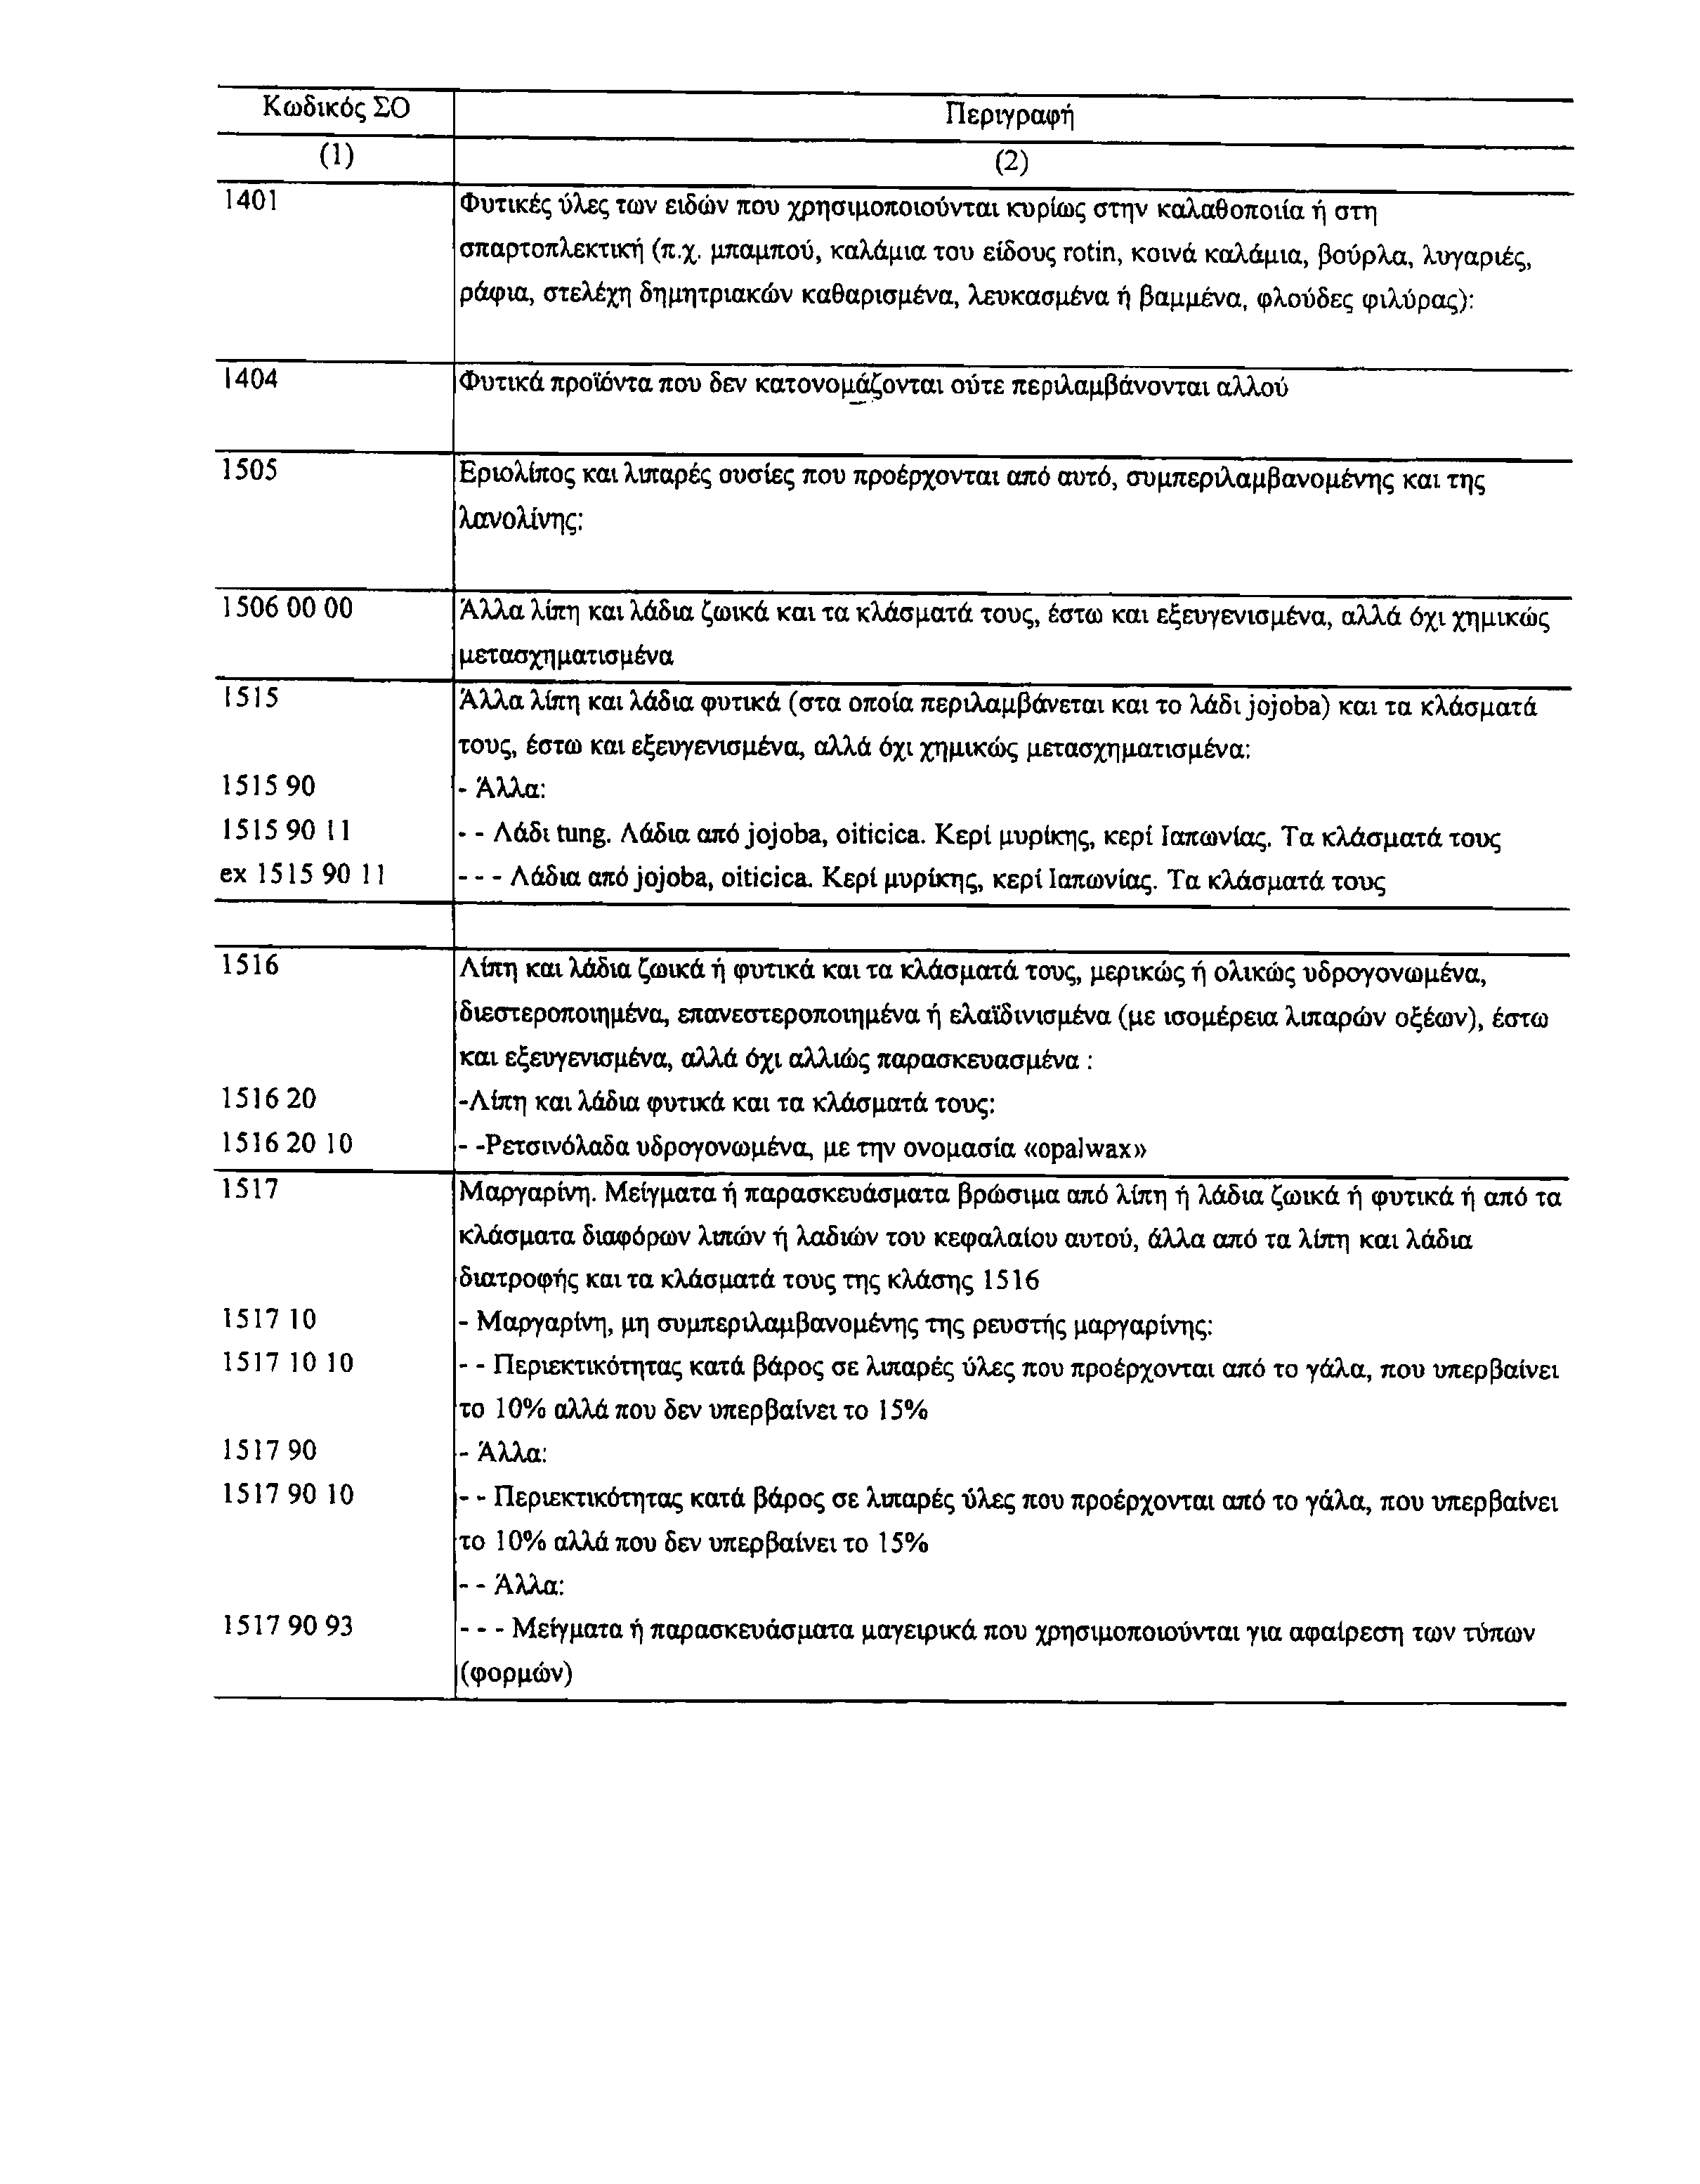 Κωδικός ΣΟ Περιγραφή
(1) (2)
1401 Φυτικές ύλες των ειδών που χρησιμοποιούνται κυρίως στην καλαθοποιία ή στη
σπαρτοπλεκτική (π.χ. μπαμπού, καλάμια του είδους rotin, κοινά καλάμια, βούρλα, λυγαριές,
ράφια, στελέχη δημητριακών καθαρισμένα, λευκασμένα ή βαμμένα, φλούδες φιλύρας):
1404 Φυτικά προϊόντα που δεν κατονομάζονται ούτε περιλαμβάνονται αλλού
1505 Εριολίπος και λιπαρές ουσίες που προέρχονται από αυτό, συμπεριλαμβανομένης και της
λανολίνης:
1506 00 00 Άλλα λίπη και λάδια ζωικά και τα κλάσματά τους, έστω και εξευγενισμένα, αλλά όχι χημικώς
μετασχηματισμένα
1515 Άλλα λίπη και λάδια φυτικά (στα οποία περιλαμβάνεται και το λάδι jojoba) και τα κλάσματά
τους, έστω και εξευγενισμένα, αλλά όχι χημικώς μετασχηματισμένα:
1515 90 - Άλλα:
1515 90 11 - - Λάδι tung. Λάδια από jojoba, oiticica. Κερί μυρίκης, κερί Ιαπωνίας. Τα κλάσματά τους
ex 1515 90 11 - - - Λάδια από jojoba, oiticica. Κερί μυρίκης, κερί Ιαπωνίας. Τα κλάσματά τους
1516 Λίπη και λάδια ζωικά ή φυτικά και τα κλάσματά τους, μερικώς ή ολικώς υδρογονωμένα,
διεστεροποιημένα, επανεστεροποιημένα ή ελαϊδινισμένα (με ισομέρεια λιπαρών οξέων), έστω
και εξευγενισμένα, αλλά όχι αλλιώς παρασκευασμένα :
1516 20 -Λίπη και λάδια φυτικά και τα κλάσματά τους:
1516 20 10 - -Ρετσινόλαδα υδρογονωμένα, με την ονομασία «opalwax»
1517 Μαργαρίνη. Μείγματα ή παρασκευάσματα βρώσιμα από λίπη ή λάδια ζωικά ή φυτικά ή από τα
κλάσματα διαφόρων λιπών ή λαδιών του κεφαλαίου αυτού, άλλα από τα λίπη και λάδια
διατροφής και τα κλάσματά τους της κλάσης 1516
1517 10 - Μαργαρίνη, μη συμπεριλαμβανομένης της ρευστής μαργαρίνης:
1517 10 10 - - Περιεκτικότητας κατά βάρος σε λιπαρές ύλες που προέρχονται από το γάλα, που υπερβαίνει
το 10% αλλά που δεν υπερβαίνει το 15%
1517 90 - Άλλα:
1517 90 10 - - Περιεκτικότητας κατά βάρος σε λιπαρές ύλες που προέρχονται από το γάλα, που υπερβαίνει
το 10% αλλά που δεν υπερβαίνει το 15%
- - Άλλα:
1517 90 93 - - - Μείγματα ή παρασκευάσματα μαγειρικά που χρησιμοποιούνται για αφαίρεση των τύπων
(φορμών)